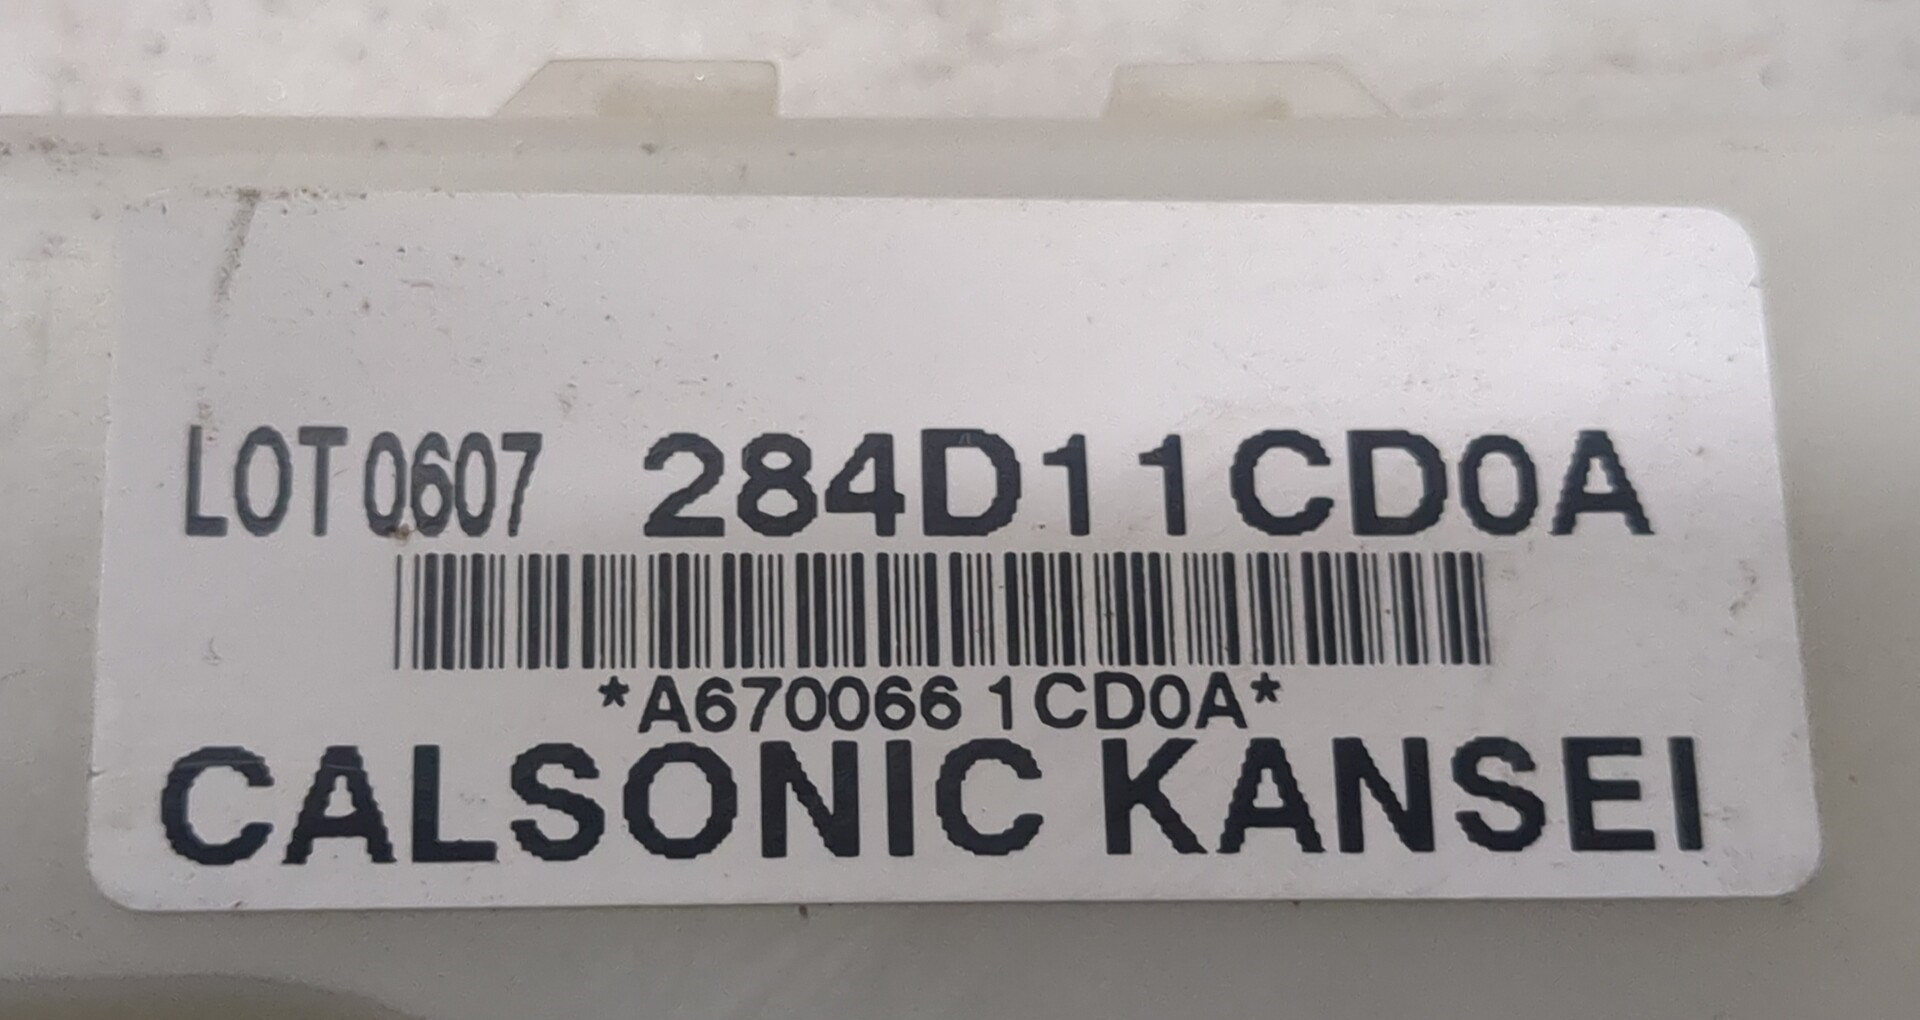 LOT 0607 284D11CD0A
*A670066 1CD0A*
CALSONIC KANSEI